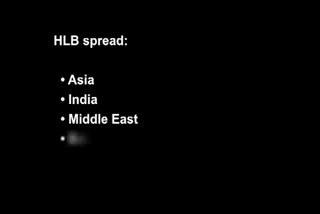 HLB spread:
• Asia
• India
• Middle East
•